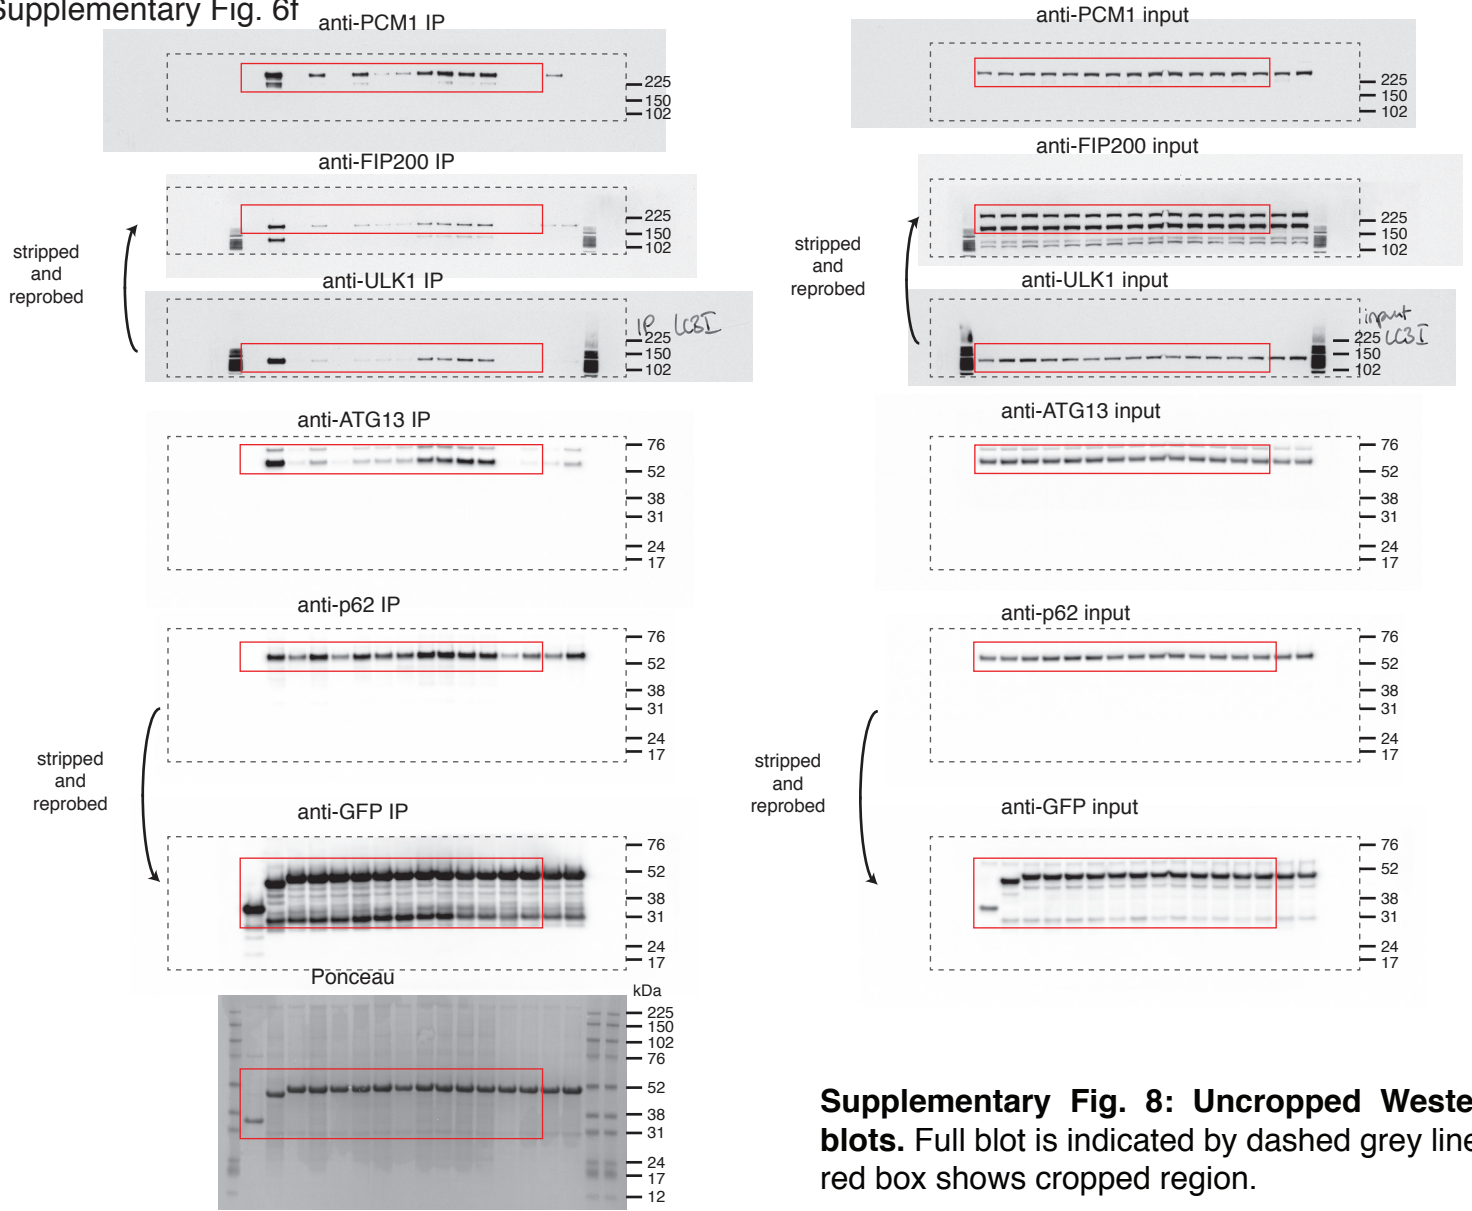 Supplementary Fig. 6f
anti-PCM1 IP
225
150
102
anti-FIP200 IP
225
150
102
stripped
and
reprobed
anti-ULK1 IP
IP LC3I
225
150
102
anti-ATG13 IP
76
52
38
31
24
17
anti-p62 IP
76
52
38
31
24
17
stripped
and
reprobed
anti-GFP IP
76
52
38
31
24
17
Ponceau
kDa
225
150
102
76
52
38
31
24
17
12
anti-PCM1 input
225
150
102
anti-FIP200 input
225
150
102
stripped
and
reprobed
anti-ULK1 input
input
LC3I
225
150
102
anti-ATG13 input
76
52
38
31
24
17
anti-p62 input
76
52
38
31
24
17
stripped
and
reprobed
anti-GFP input
76
52
38
31
24
17
Supplementary Fig. 8: Uncropped Weste
blots. Full blot is indicated by dashed grey line
red box shows cropped region.